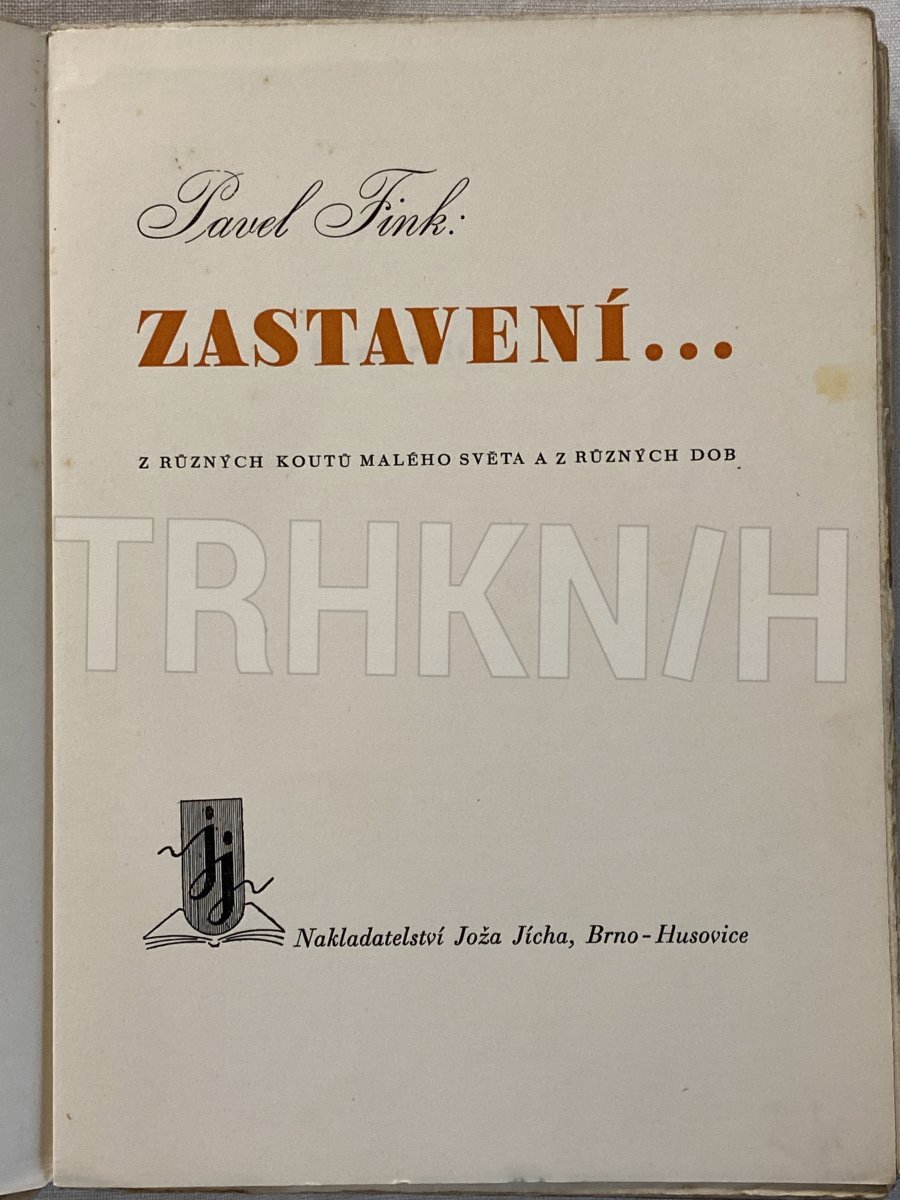 Pavel Fink:
ZASTAVENÍ...
Z RŮZNÝCH KOUTŮ MALÉHO SVĚTA A Z RŮZNÝCH DOB
TRHKNIH
jj
Nakladatelství Joža Jícha, Brno-Husovice